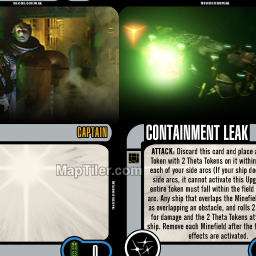 CAPTAIN
CONTAINMENT LEAK
ATTACK: Discard this card and place a
Token with 2 Theta Tokens on it within
each of your side arcs (If your ship do
side arcs, it cannot activate this Upg
entire token must fall within the field
arc. Any ship that overlaps the Minefield
as overlapping an obstacle, and rolls 2
for damage and the 2 Theta Tokens at
ship. Remove each Minefield after the
effects are activated.
MapTiler.com